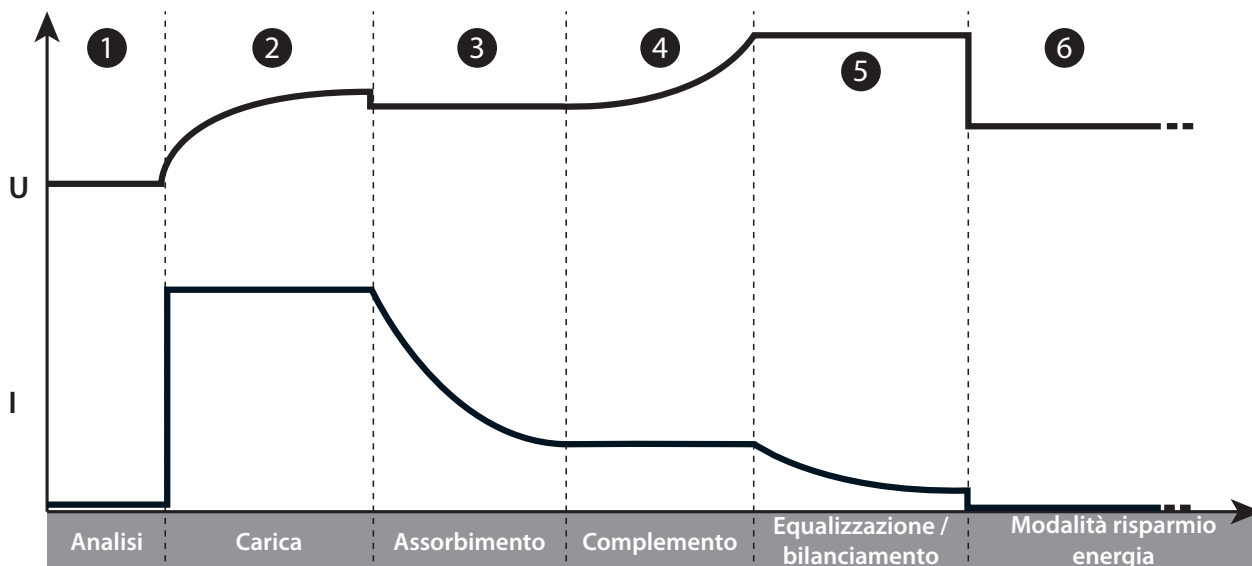 1
2
3
4
5
6
U
I
Analisi
Carica
Assorbimento
Complemento
Equalizzazione /
bilanciamento
Modalità risparmio
energia